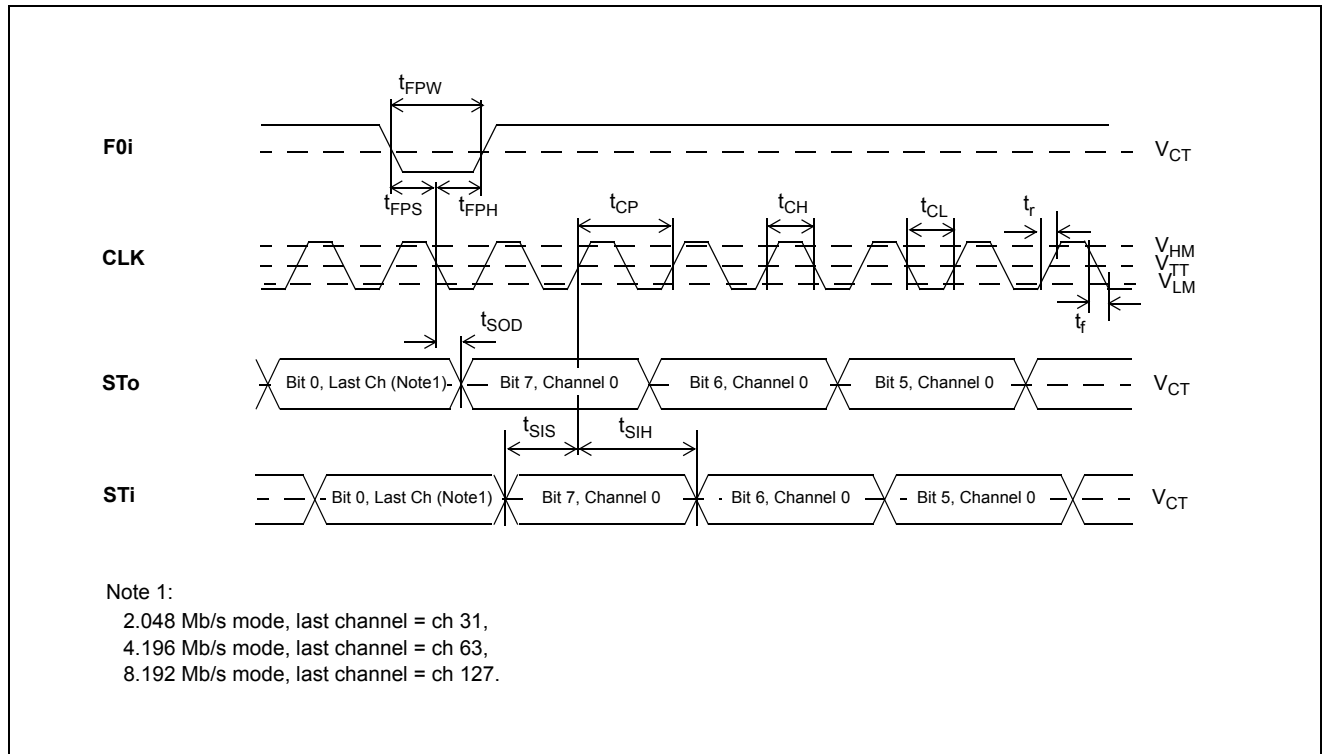 tFPW
F0i
VCT
tFPS
tFPH
tCP
tCH
tCL
tr
CLK
VHM
VTT
VLM
tf
tSOD
STo
Bit 0, Last Ch (Note1)
Bit 7, Channel 0
Bit 6, Channel 0
Bit 5, Channel 0
VCT
tSIS
tSIH
STi
Bit 0, Last Ch (Note1)
Bit 7, Channel 0
Bit 6, Channel 0
Bit 5, Channel 0
VCT
Note 1:
2.048 Mb/s mode, last channel = ch 31,
4.196 Mb/s mode, last channel = ch 63,
8.192 Mb/s mode, last channel = ch 127.